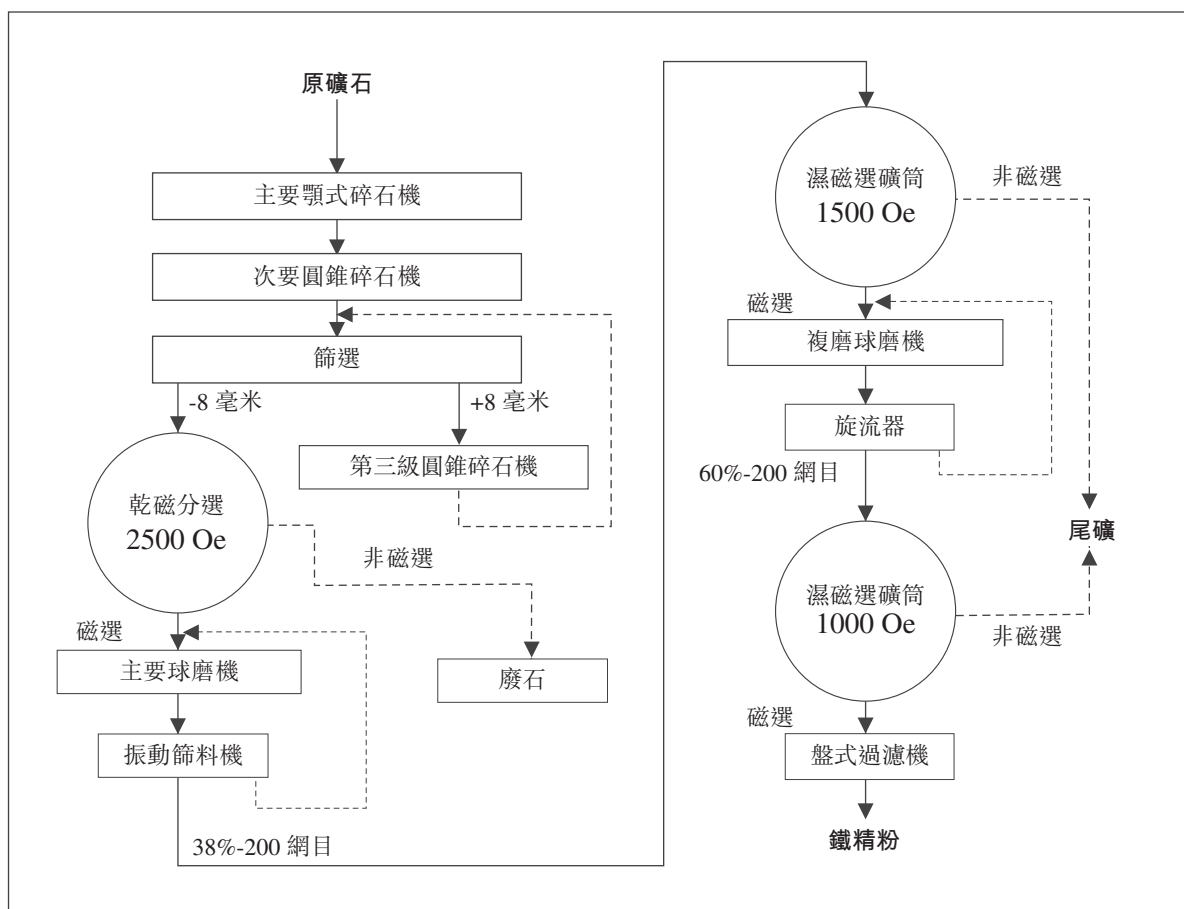 原礦石
主要顎式碎石機
次要圓錐碎石機
篩選
-8 毫米
+8 毫米
第三級圓錐碎石機
乾磁分選
2500 Oe
非磁選
廢石
磁選
主要球磨機
振動篩料機
38%-200 網目
濕磁選礦筒
1500 Oe
非磁選
磁選
複磨球磨機
旋流器
60%-200 網目
尾礦
濕磁選礦筒
1000 Oe
非磁選
磁選
盤式過濾機
鐵精粉